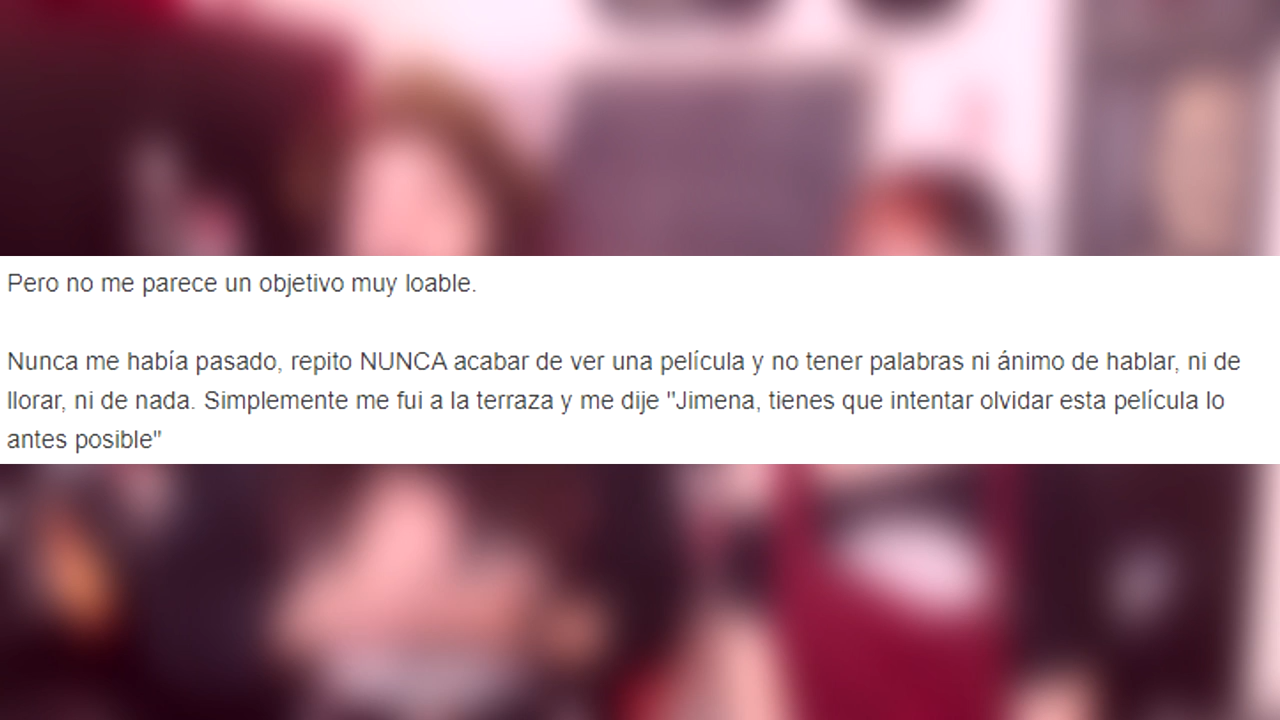 Pero no me parece un objetivo muy loable.
Nunca me había pasado, repito NUNCA acabar de ver una película y no tener palabras ni ánimo de hablar, ni de
llorar, ni de nada. Simplemente me fui a la terraza y me dije "Jimena, tienes que intentar olvidar esta película lo
antes posible"